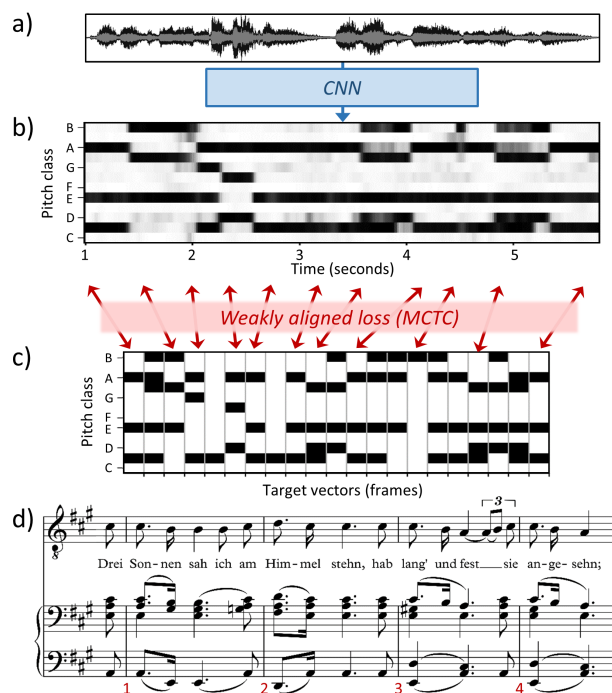 a)
CNN
b)
Pitch class
B
A
G
F
E
D
C
1 2 3 4 5
Time (seconds)
Weakly aligned loss (MCTC)
c)
Pitch class
B
A
G
F
E
D
C
Target vectors (frames)
d)
3
8
Drei Son-nen sah ich am Him-mel stehn, hab lang' und fest sie an-ge-sehn;
1 2 3 4